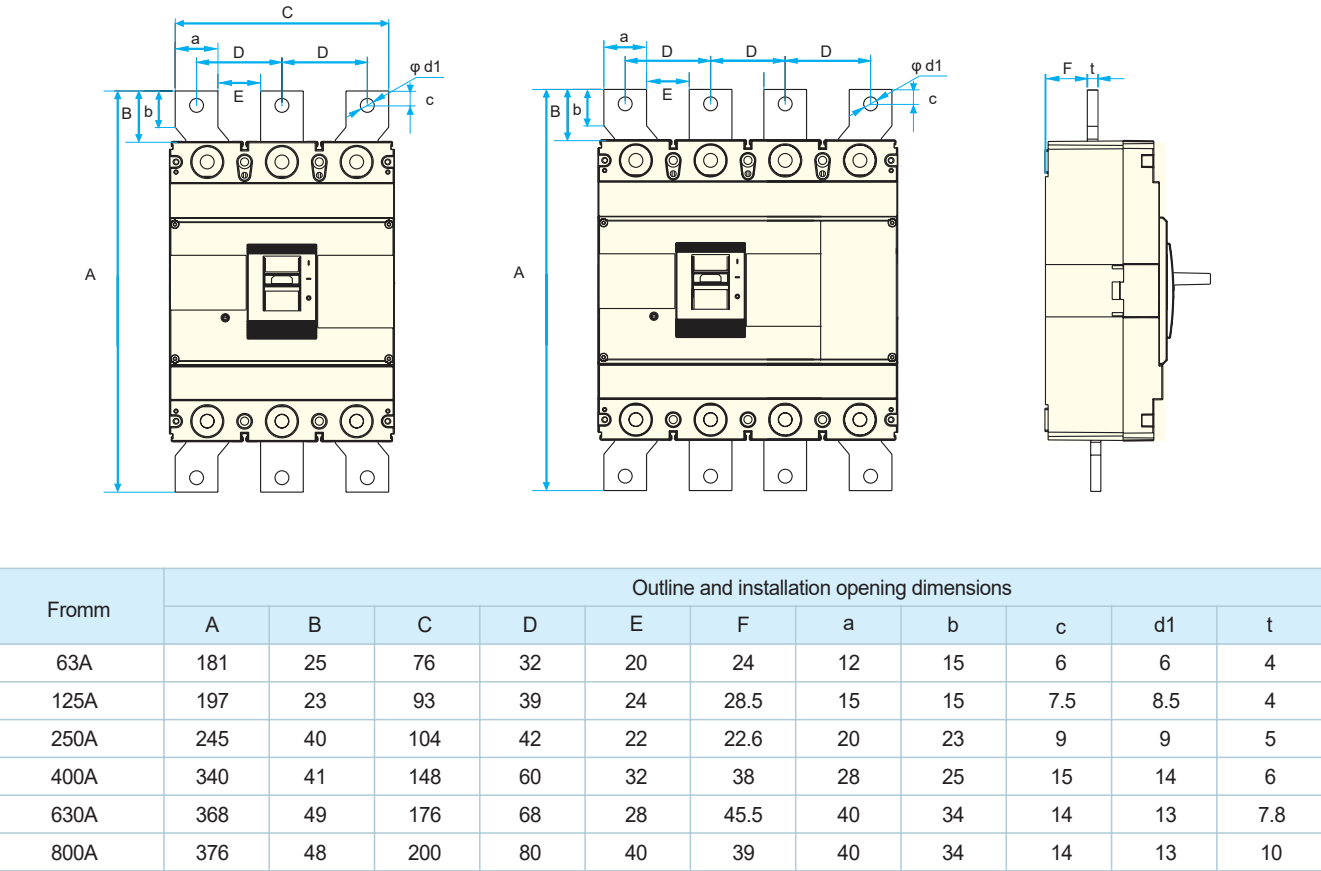 C
a
D
D
φ d1
E
c
B
b
A
a
D
D
D
φ d1
E
c
B
b
A
F
t
Fromm
Outline and installation opening dimensions
A B C D E F a b c d1 t
63A 181 25 76 32 20 24 12 15 6 6 4
125A 197 23 93 39 24 28.5 15 15 7.5 8.5 4
250A 245 40 104 42 22 22.6 20 23 9 9 5
400A 340 41 148 60 32 38 28 25 15 14 6
630A 368 49 176 68 28 45.5 40 34 14 13 7.8
800A 376 48 200 80 40 39 40 34 14 13 10